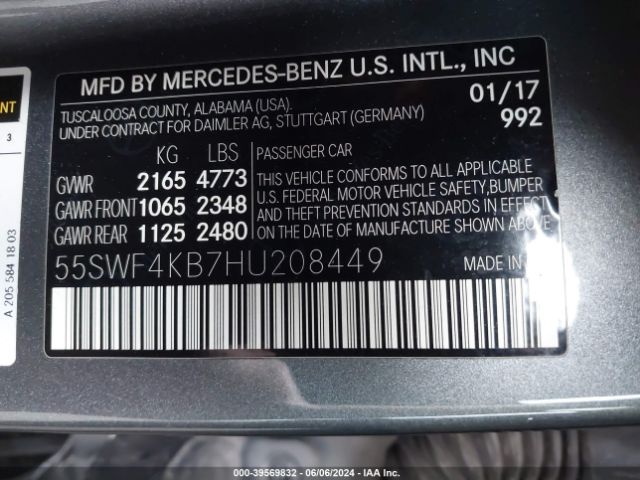 MFD BY MERCEDES-BENZ U.S. INTL., INC
TUSCALOOSA COUNTY, ALABAMA (USA). 01/17
UNDER CONTRACT FOR DAIMLER AG, STUTTGART (GERMANY) 992
KG LBS
GVWR 2165 4773
GAWR FRONT 1065 2348
GAWR REAR 1125 2480
PASSENGER CAR
THIS VEHICLE CONFORMS TO ALL APPLICABLE
U.S. FEDERAL MOTOR VEHICLE SAFETY,BUMPER
AND THEFT PREVENTION STANDARDS IN EFFECT
ON THE DATE OF MANUFACTURE SHOWN ABOVE.
55SWF4KB7HU208449
3
A 205 584 18 03
000-39569832 - 06/06/2024 - IAA Inc.